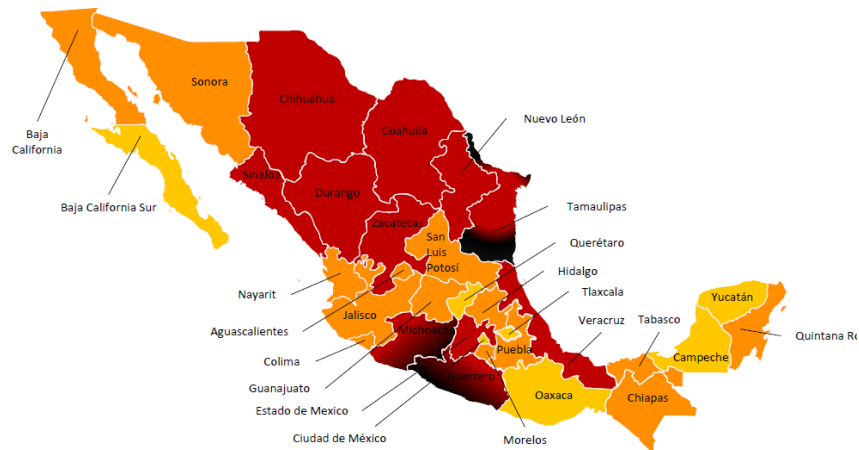 Sonora
Chihuahua
Coahuila
Nuevo León
Baja
California
Sinaloa
Durango
Baja California Sur
Tamaulipas
Zacatecas
San
Luis
Potosí
Querétaro
Hidalgo
Nayarit
Tlaxcala
Yucatán
Jalisco
Aguascalientes
Michoacán
Veracruz
Tabasco
Quintana Ro
Puebla
Campeche
Colima
Guerrero
Guanajuato
Oaxaca
Chiapas
Estado de Mexico
Ciudad de México
Morelos